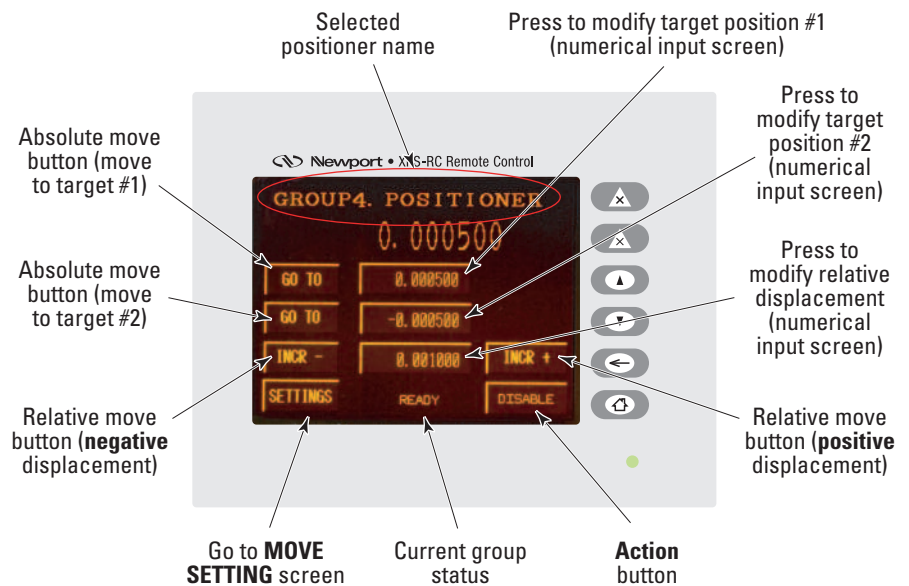 Selected
positioner name
Press to modify target position #1
(numerical input screen)
Press to
modify target
position #2
(numerical
input screen)
Absolute move
button (move
to target #1)
Newport • XPS-RC Remote Control
GROUP4. POSITIONER
0.000500
GO TO
0.000500
Absolute move
button (move
to target #2)
GO TO
-0.000500
Press to
modify relative
displacement
(numerical
input screen)
INCR -
0.001000
INCR +
SETTINGS
READY
DISABLE
Relative move
button (negative
displacement)
Relative move
button (positive
displacement)
Go to MOVE
SETTING screen
Current group
status
Action
button